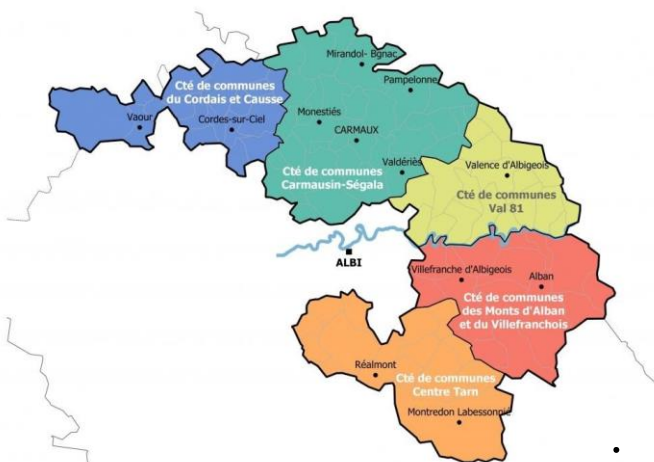 Mirandol- Bgnac
Cté de communes
du Cordais et Causse
Pampelonne
Vaour
Cordes-sur-Ciel
Monestiés
CARMAUX
Valdériès
Cté de communes
Carmausin-Ségala
Valence d'Albigeois
Cté de communes
Val 81
ALBI
Villefranche d'Albigeois
Alban
Cté de communes
des Monts d'Alban
et du Villefranchois
Réalmont
Cté de communes
Centre Tarn
Montredon Labessonnié